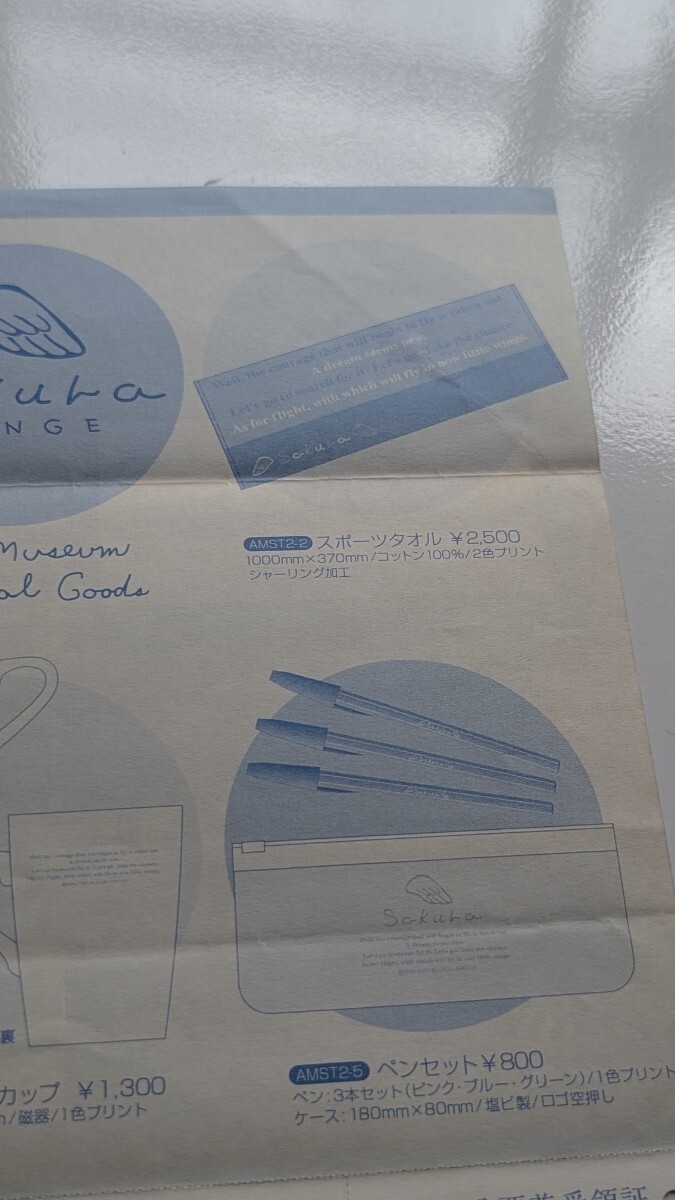 Well, the courage that will begin to fly is taken out.
A dream seems new.
Let's go to search for it. Let's
the chance.
As for flight, with which will fly in now little wings.
Sakura
kura
NGE
AMST2-2 スポーツタオル ¥2,500
1000mm×370mm/コットン100%/2色プリント
シャーリング加工
Museum
al Goods
Sakura
裏
カップ ¥1,300
/磁器/1色プリント
AMST2-5 ペンセット¥800
ペン:3本セット(ピンク・ブルー・グリーン)/1色プリント
ケース:180mm×80mm/塩ビ製/ロゴ空押し